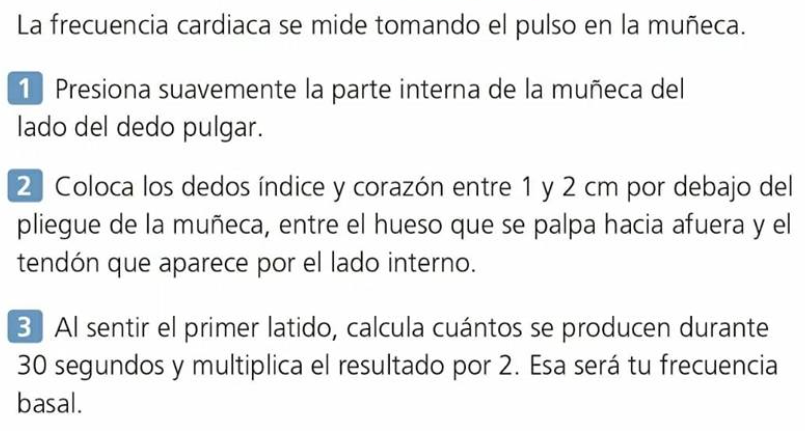 La frecuencia cardiaca se mide tomando el pulso en la muñeca.
1 Presiona suavemente la parte interna de la muñeca del
lado del dedo pulgar.
2 Coloca los dedos índice y corazón entre 1 y 2 cm por debajo del
pliegue de la muñeca, entre el hueso que se palpa hacia afuera y el
tendón que aparece por el lado interno.
3 Al sentir el primer latido, calcula cuántos se producen durante
30 segundos y multiplica el resultado por 2. Esa será tu frecuencia
basal.